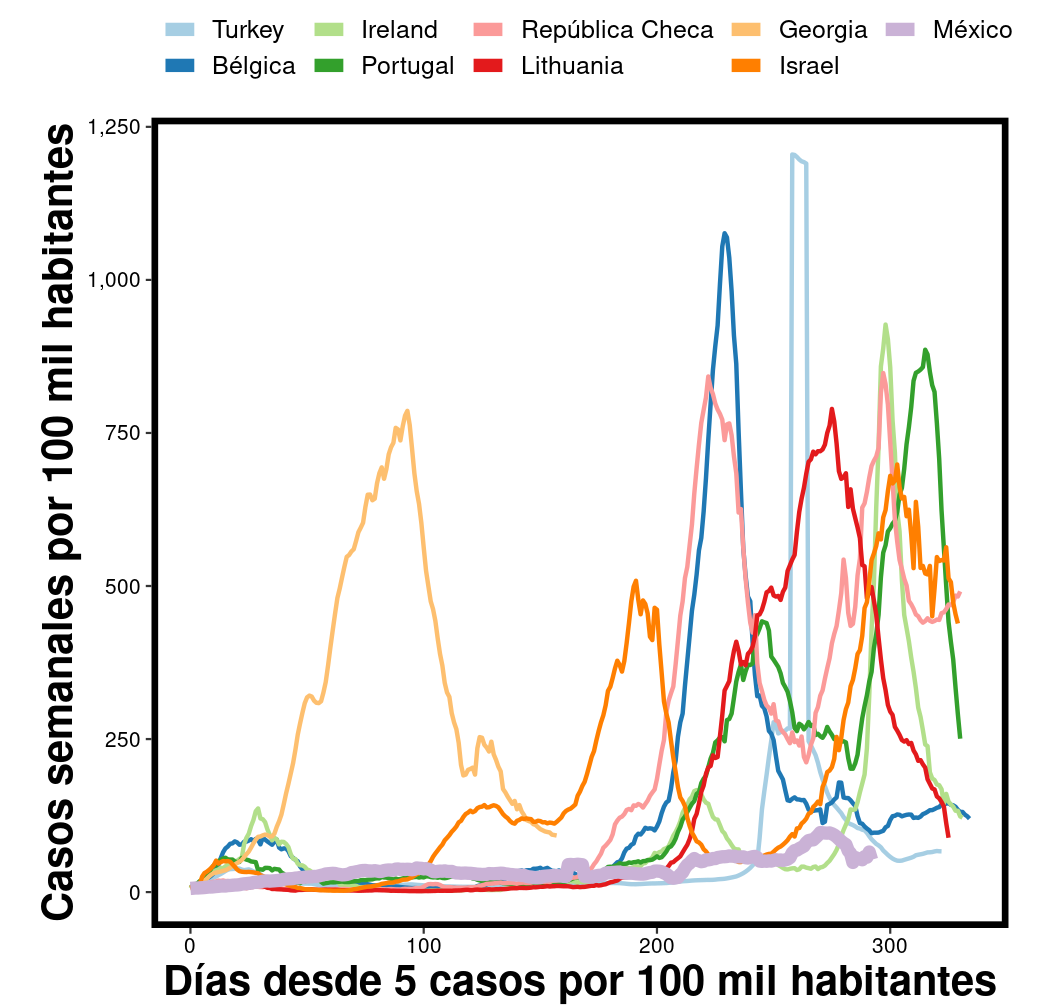 Turkey Ireland República Checa Georgia México
Bélgica Portugal Lithuania Israel
Casos semanales por 100 mil habitantes
1,250
1,000
750
500
250
0
0 100 200 300
Días desde 5 casos por 100 mil habitantes